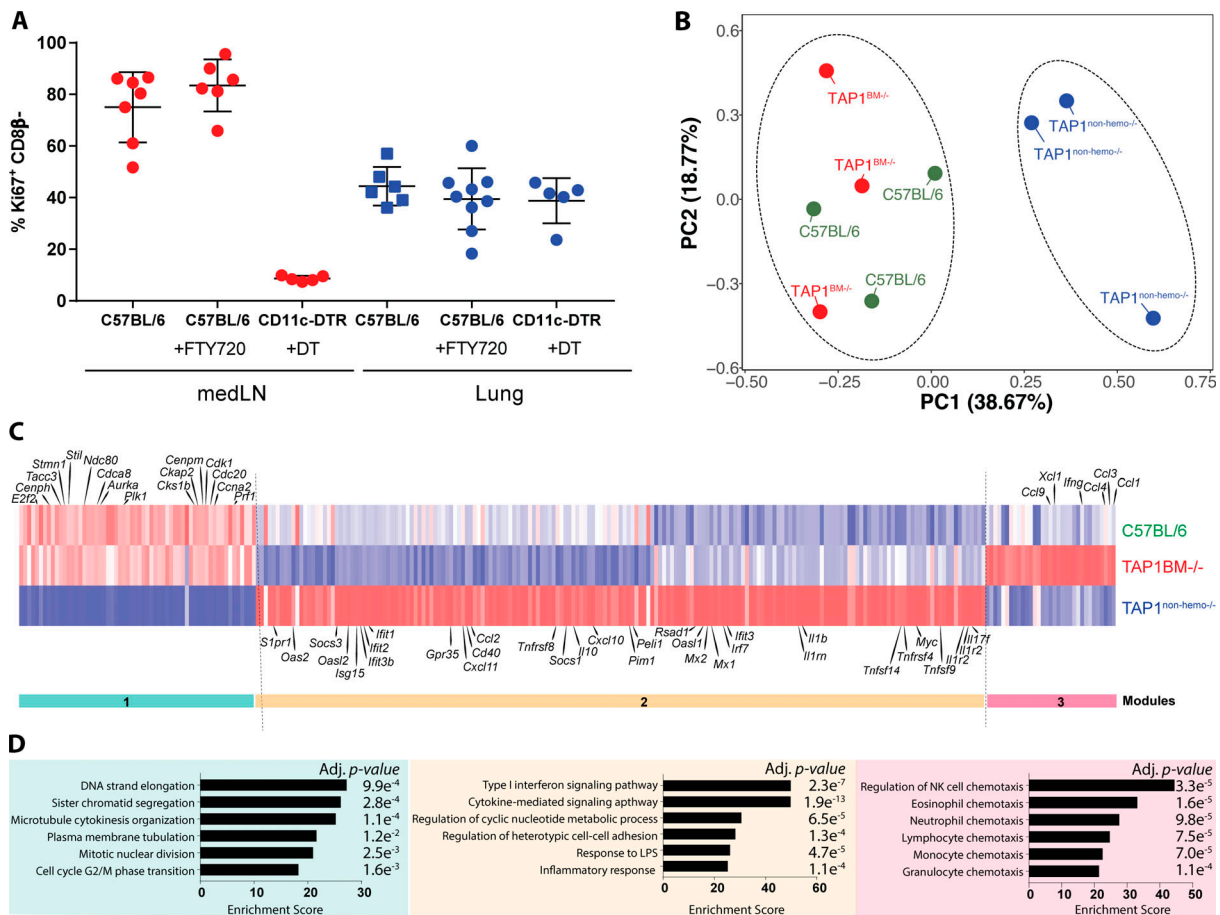 A
% Ki67+ CD8β-
100
80
60
40
20
0
C57BL/6
C57BL/6
+FTY720
CD11c-DTR
+DT
C57BL/6
C57BL/6
+FTY720
CD11c-DTR
+DT
medLN
Lung
B
PC2 (18.77%)
0.6
0.3
0.0
−0.3
−0.6
TAP1BM-/-
TAP1BM-/-
C57BL/6
C57BL/6
C57BL/6
TAP1BM-/-
TAP1non-hemo-/-
TAP1non-hemo-/-
TAP1non-hemo-/-
−0.50
−0.25
0.00
0.25
0.50
0.75
PC1 (38.67%)
C
E2f2
Cenph
Tacc3
Stmn1
Stil
Ndc80
Cdca8
Aurka
Plk1
Cks1b
Ckap2
Cenpm
Cdk1
Cdc20
Ccna2
Prf1
Ccl9
Xcl1
Ifng
Ccl4
Ccl3
Ccl1
C57BL/6
TAP1BM-/-
TAP1non-hemo-/-
S1pr1
Oas2
Socs3
Oasl2
Isg15
Ifit1
Ifit2
Ifit3b
Gpr35
Ccl2
Cd40
Cxcl11
Tnfrsf8
Socs1
Il10
Cxcl10
Peli1
Pim1
Rsad1
Oasl1
Mx2
Mx1
Ifit3
Irf7
Il1b
Il1rn
Tnfsf14
Tnfrsf4
Myc
Tnfsf9
Il1r2
Il1r2
Il17f
1
2
3
Modules
D
Adj. p-value
DNA strand elongation 9.9e-4
Sister chromatid segregation 2.8e-4
Microtubule cytokinesis organization 1.1e-4
Plasma membrane tubulation 1.2e-2
Mitotic nuclear division 2.5e-3
Cell cycle G2/M phase transition 1.6e-3
0 10 20 30
Enrichment Score
Adj. p-value
Type I interferon signaling pathway 2.3e-7
Cytokine-mediated signaling apthway 1.9e-13
Regulation of cyclic nucleotide metabolic process 6.5e-5
Regulation of heterotypic cell-cell adhesion 1.3e-4
Response to LPS 4.7e-5
Inflammatory response 1.1e-4
0 20 40 60
Enrichment Score
Adj. p-value
Regulation of NK cell chemotaxis 3.3e-5
Eosinophil chemotaxis 1.6e-5
Neutrophil chemotaxis 9.8e-5
Lymphocyte chemotaxis 7.5e-5
Monocyte chemotaxis 7.0e-5
Granulocyte chemotaxis 1.1e-4
0 10 20 30 40 50
Enrichment Score